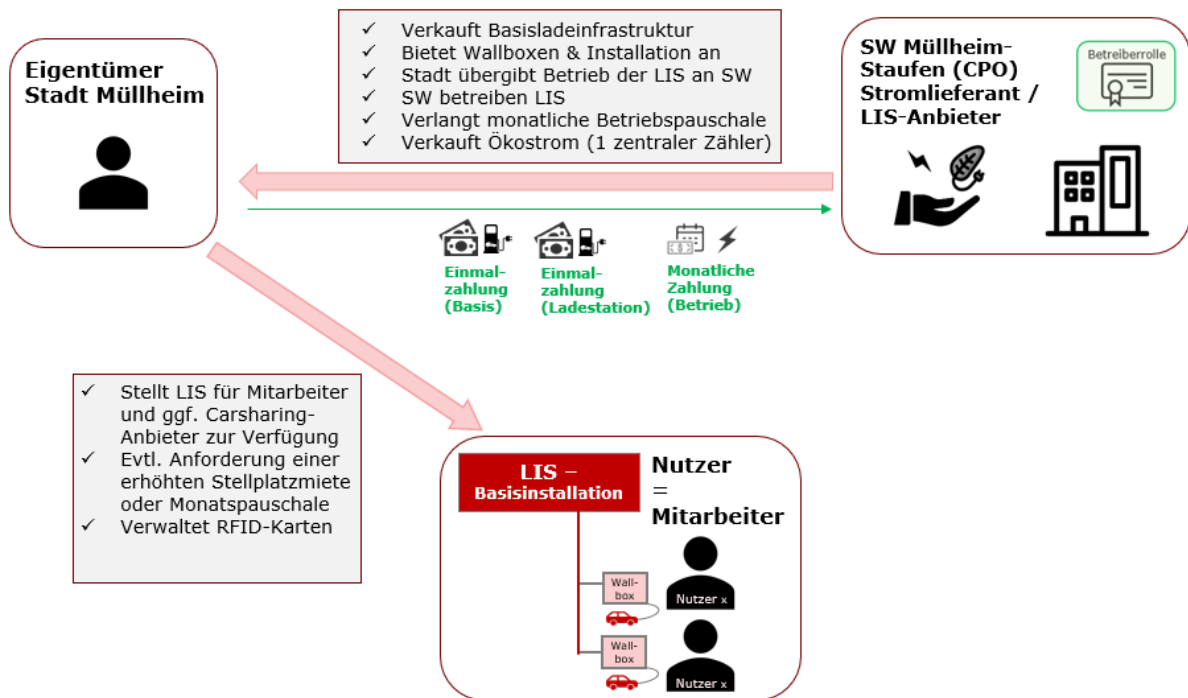 Eigentümer
Stadt Müllheim
✓ Verkauft Basisladeinfrastruktur
✓ Bietet Wallboxen & Installation an
✓ Stadt übergibt Betrieb der LIS an SW
✓ SW betreiben LIS
✓ Verlangt monatliche Betriebspauschale
✓ Verkauft Ökostrom (1 zentraler Zähler)
SW Müllheim-
Staufen (CPO)
Stromlieferant /
LIS-Anbieter
Betreiberrolle
Einmal-
zahlung
(Basis)
Einmal-
zahlung
(Ladestation)
Monatliche
Zahlung
(Betrieb)
✓ Stellt LIS für Mitarbeiter
und ggf. Carsharing-
Anbieter zur Verfügung
✓ Evtl. Anforderung einer
erhöhten Stellplatzmiete
oder Monatspauschale
✓ Verwaltet RFID-Karten
LIS –
Basisinstallation
Nutzer
=
Mitarbeiter
Wall-
box
Nutzer x
Wall-
box
Nutzer x